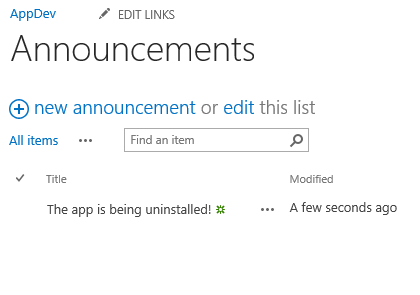 AppDev EDIT LINKS
Announcements
new announcement or edit this list
All items ••• Find an item
✓ Title Modified
The app is being uninstalled! ••• A few seconds ago